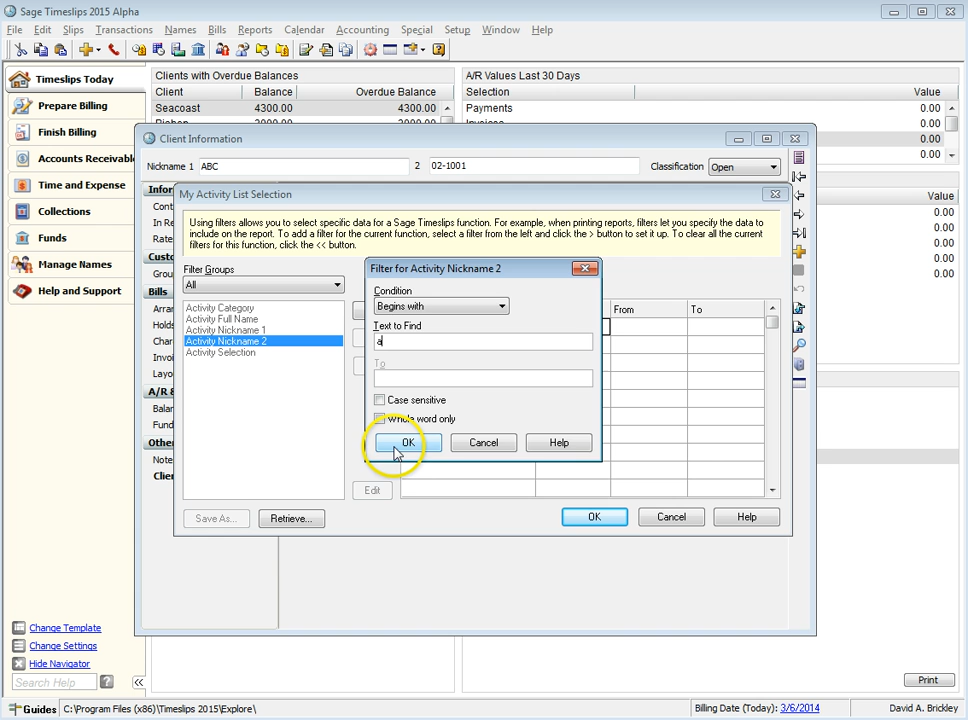 Sage Timeslips 2015 Alpha
File Edit Slips Transactions Names Bills Reports Calendar Accounting Special Setup Window Help
Timeslips Today
Prepare Billing
Finish Billing
Accounts Receivabl
Time and Expense
Collections
Funds
Manage Names
Help and Support
Clients with Overdue Balances
Client Balance Overdue Balance
Seacoast 4300.00 4300.00
A/R Values Last 30 Days
Selection Value
Payments 0.00
0.00
0.00
0.00
Value
0.00
0.00
0.00
0.00
0.00
Client Information
Nickname 1 ABC 2 02-1001 Classification Open
Infor
Cont
In Re
Rate
Custo
Grou
Bills
Arrar
Holds
Char
Invoi
Layo
A/R &
Balar
Fund
Other
Note
Clien
My Activity List Selection
Using filters allows you to select specific data for a Sage Timeslips function. For example, when printing reports, filters let you specify the data to
include on the report. To add a filter for the current function, select a filter from the left and click the > button to set it up. To clear all the current
filters for this function, click the << button.
Filter Groups
All
Activity Category
Activity Full Name
Activity Nickname 1
Activity Nickname 2
Activity Selection
From To
Edit
Save As... Retrieve... OK Cancel Help
Filter for Activity Nickname 2
Condition
Begins with
Text to Find
a
To
Case sensitive
Whole word only
OK Cancel Help
Change Template
Change Settings
Hide Navigator
Search Help ? <<
Print
Guides C:\Program Files (x86)\Timeslips 2015\Explore\ Billing Date (Today): 3/6/2014 David A. Brickley